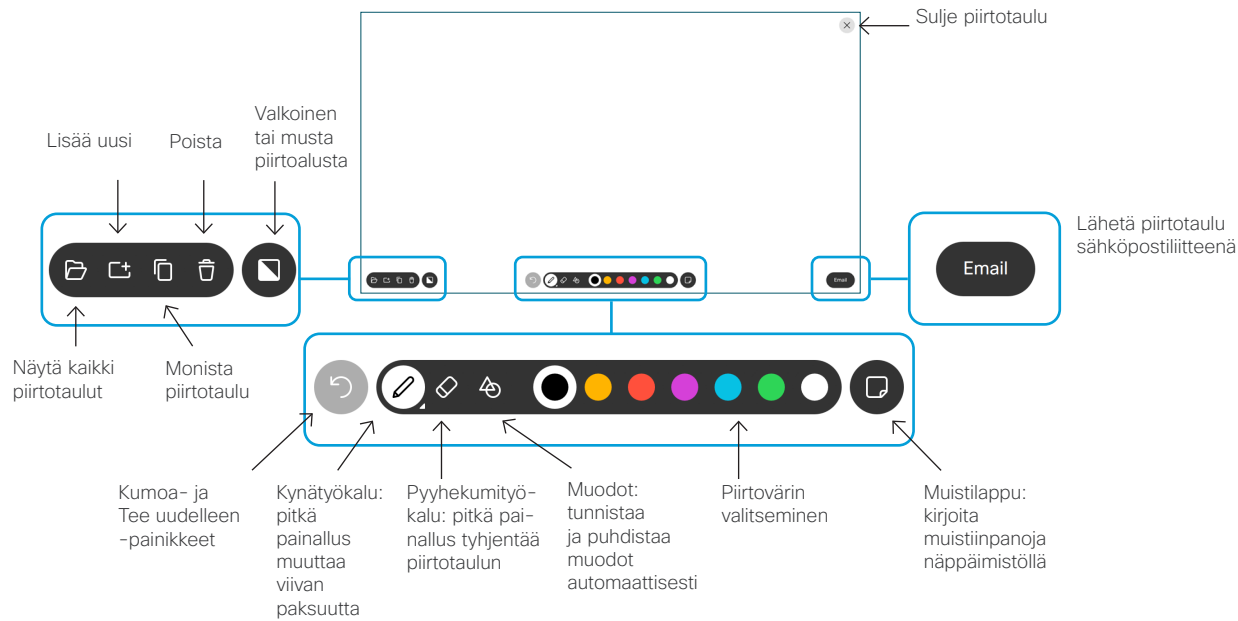 Sulje piirtotaulu
Lisää uusi
Poista
Valkoinen
tai musta
piirtoalusta
Näytä kaikki
piirtotaulut
Monista
piirtotaulu
Email
Email
Lähetä piirtotaulu
sähköpostiliitteenä
Kumoa- ja
Tee uudelleen
-painikkeet
Kynätyökalu:
pitkä
painallus
muuttaa
viivan
paksuutta
Pyyhekumityö-
kalu: pitkä pai-
nallus tyhjentää
piirtotaulun
Muodot:
tunnistaa
ja puhdistaa
muodot
automaattisesti
Piirtovärin
valitseminen
Muistilappu:
kirjoita
muistiinpanoja
näppäimistöllä